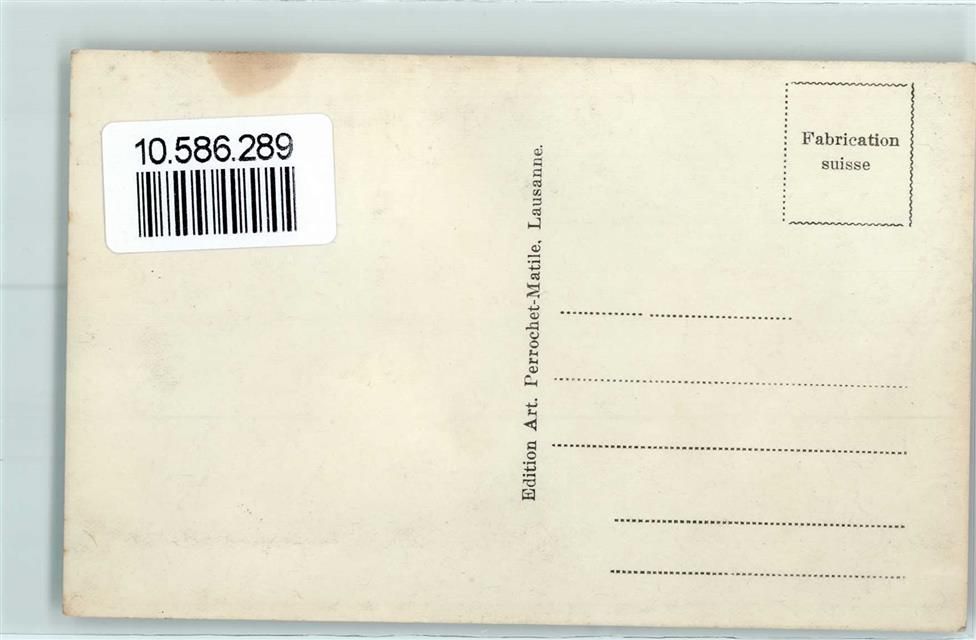 10.586.289
Edition Art. Perrochet-Matile, Lausanne.
Fabrication
suisse